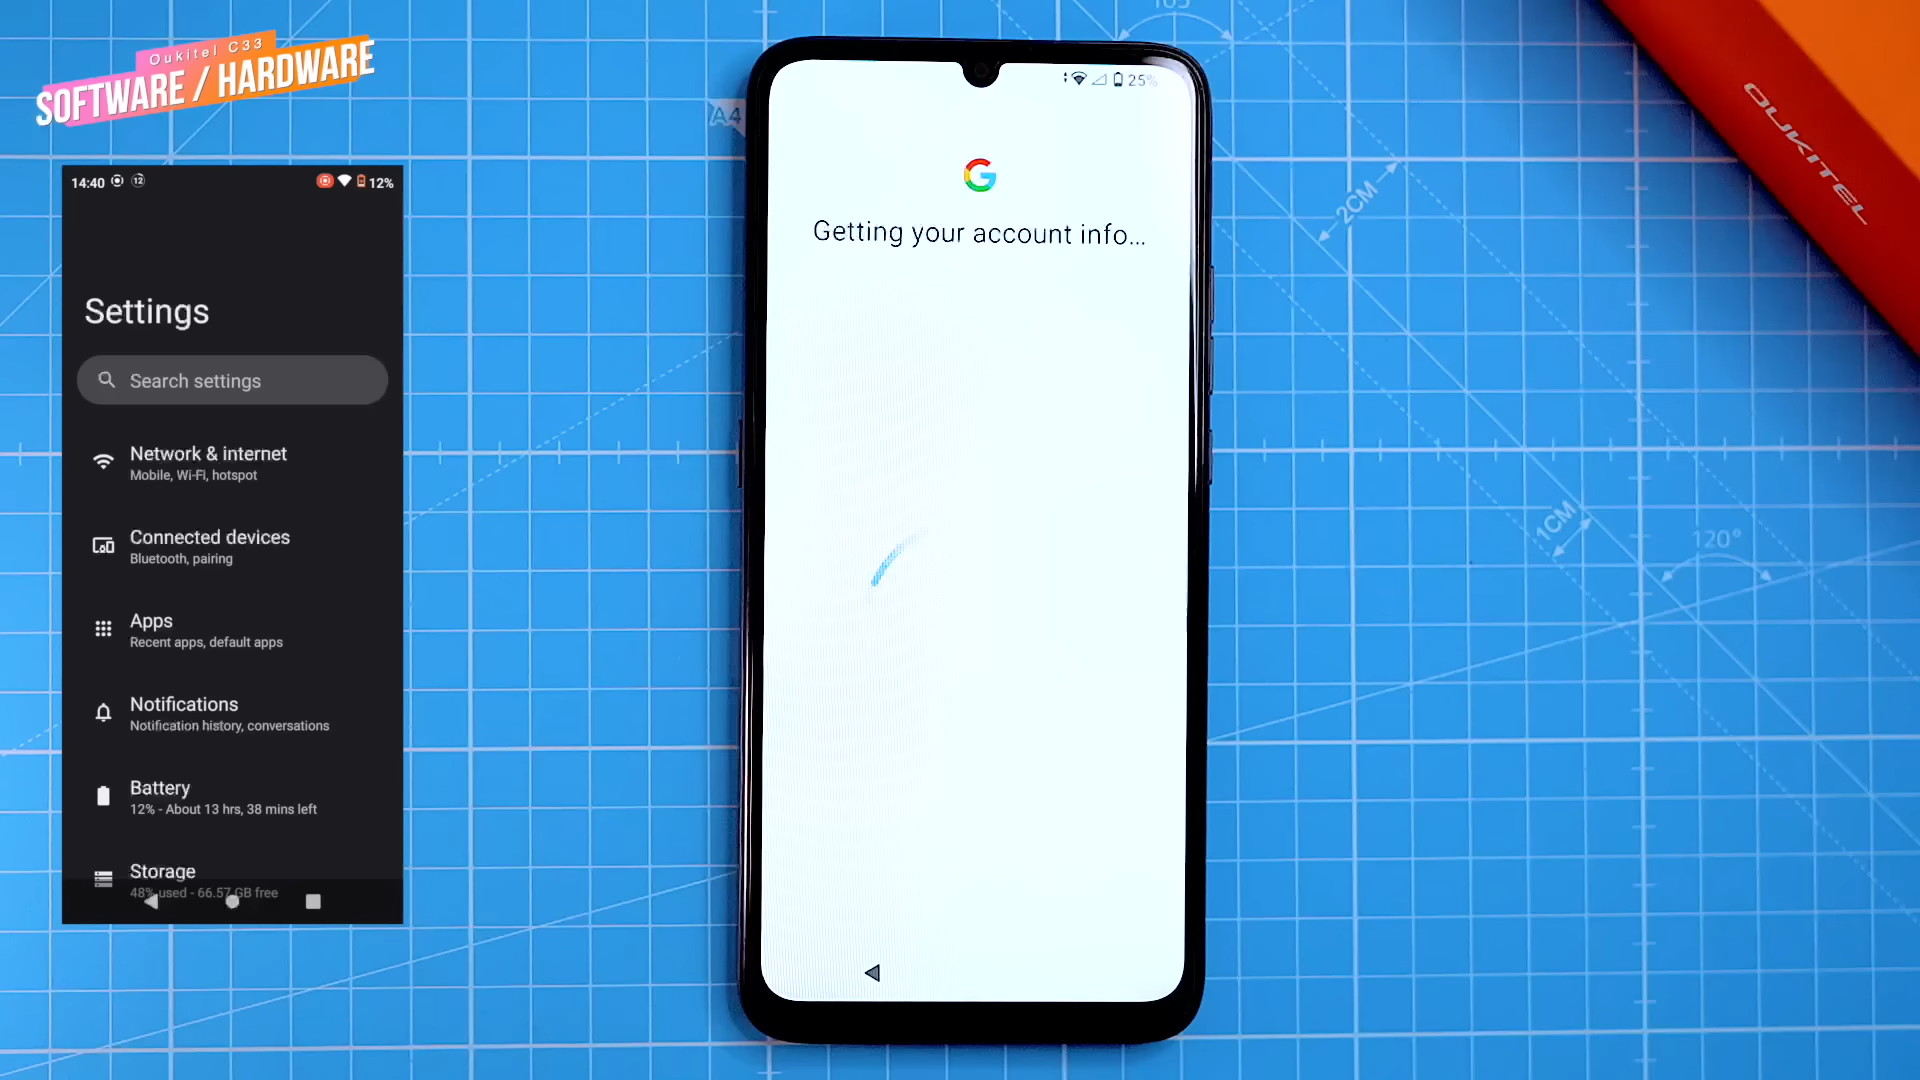 Oukitel C33
SOFTWARE / HARDWARE
14:40
12
12%
Settings
Search settings
Network & internet
Mobile, Wi-Fi, hotspot
Connected devices
Bluetooth, pairing
Apps
Recent apps, default apps
Notifications
Notification history, conversations
Battery
12% - About 13 hrs, 38 mins left
Storage
48% used - 66.57 GB free
A4
25%
G
Getting your account info...
2CM
1CM
120°
OUKITEL